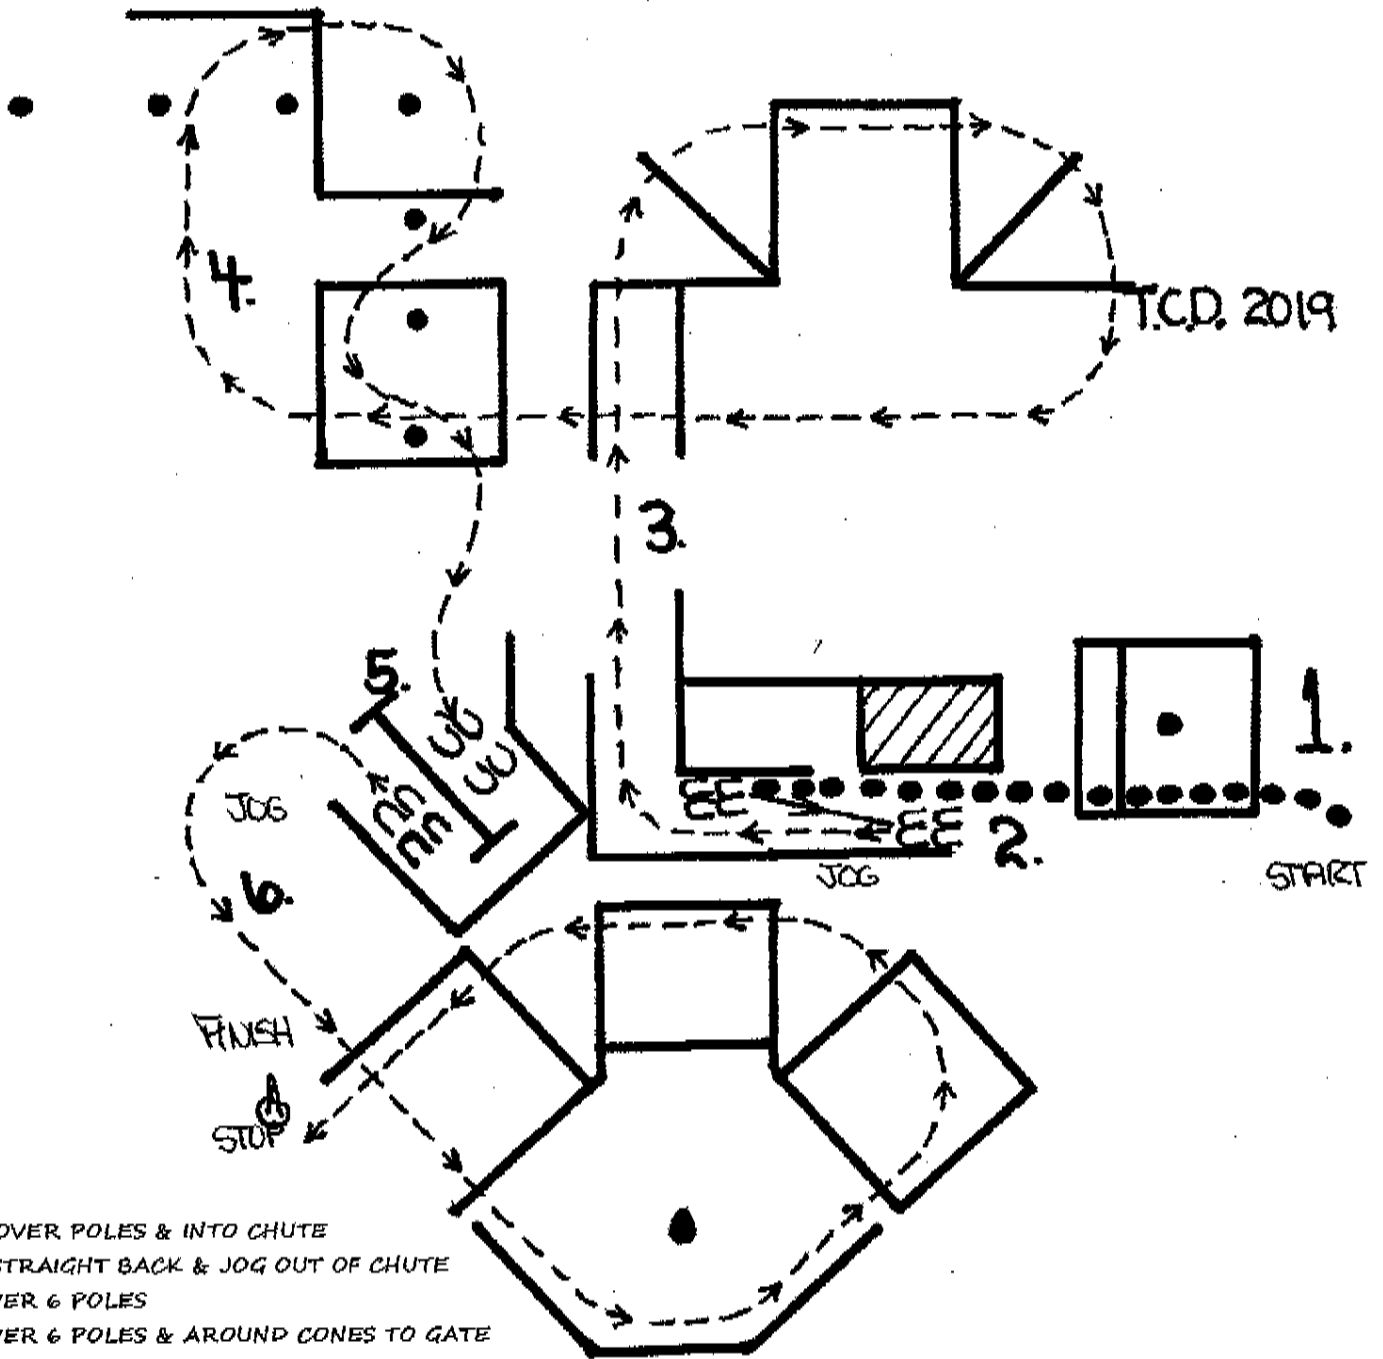 4.
T.C.D. 2019
3.
5.
1.
JOG
2.
JOG
START
6.
FINISH
STOP
OVER POLES & INTO CHUTE
STRAIGHT BACK & JOG OUT OF CHUTE
VER 6 POLES
VER 6 POLES & AROUND CONES TO GATE